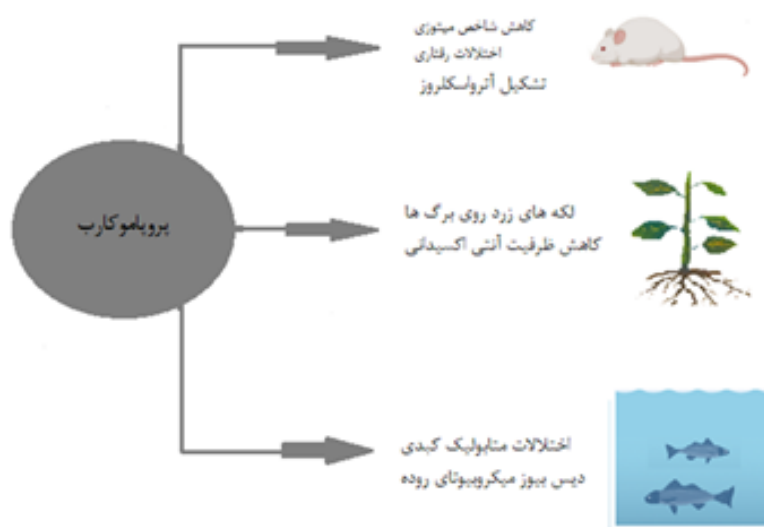 کاهش شاخص میتوزی
اختلالات رفتاری
تشکیل آترواسکلروز
پروپاموکارب
لکه های زرد روی برگ ها
کاهش ظرفیت آنتی اکسیدانی
اختلالات متابولیک کبدی
دیس بیوز میکروبیوتای روده